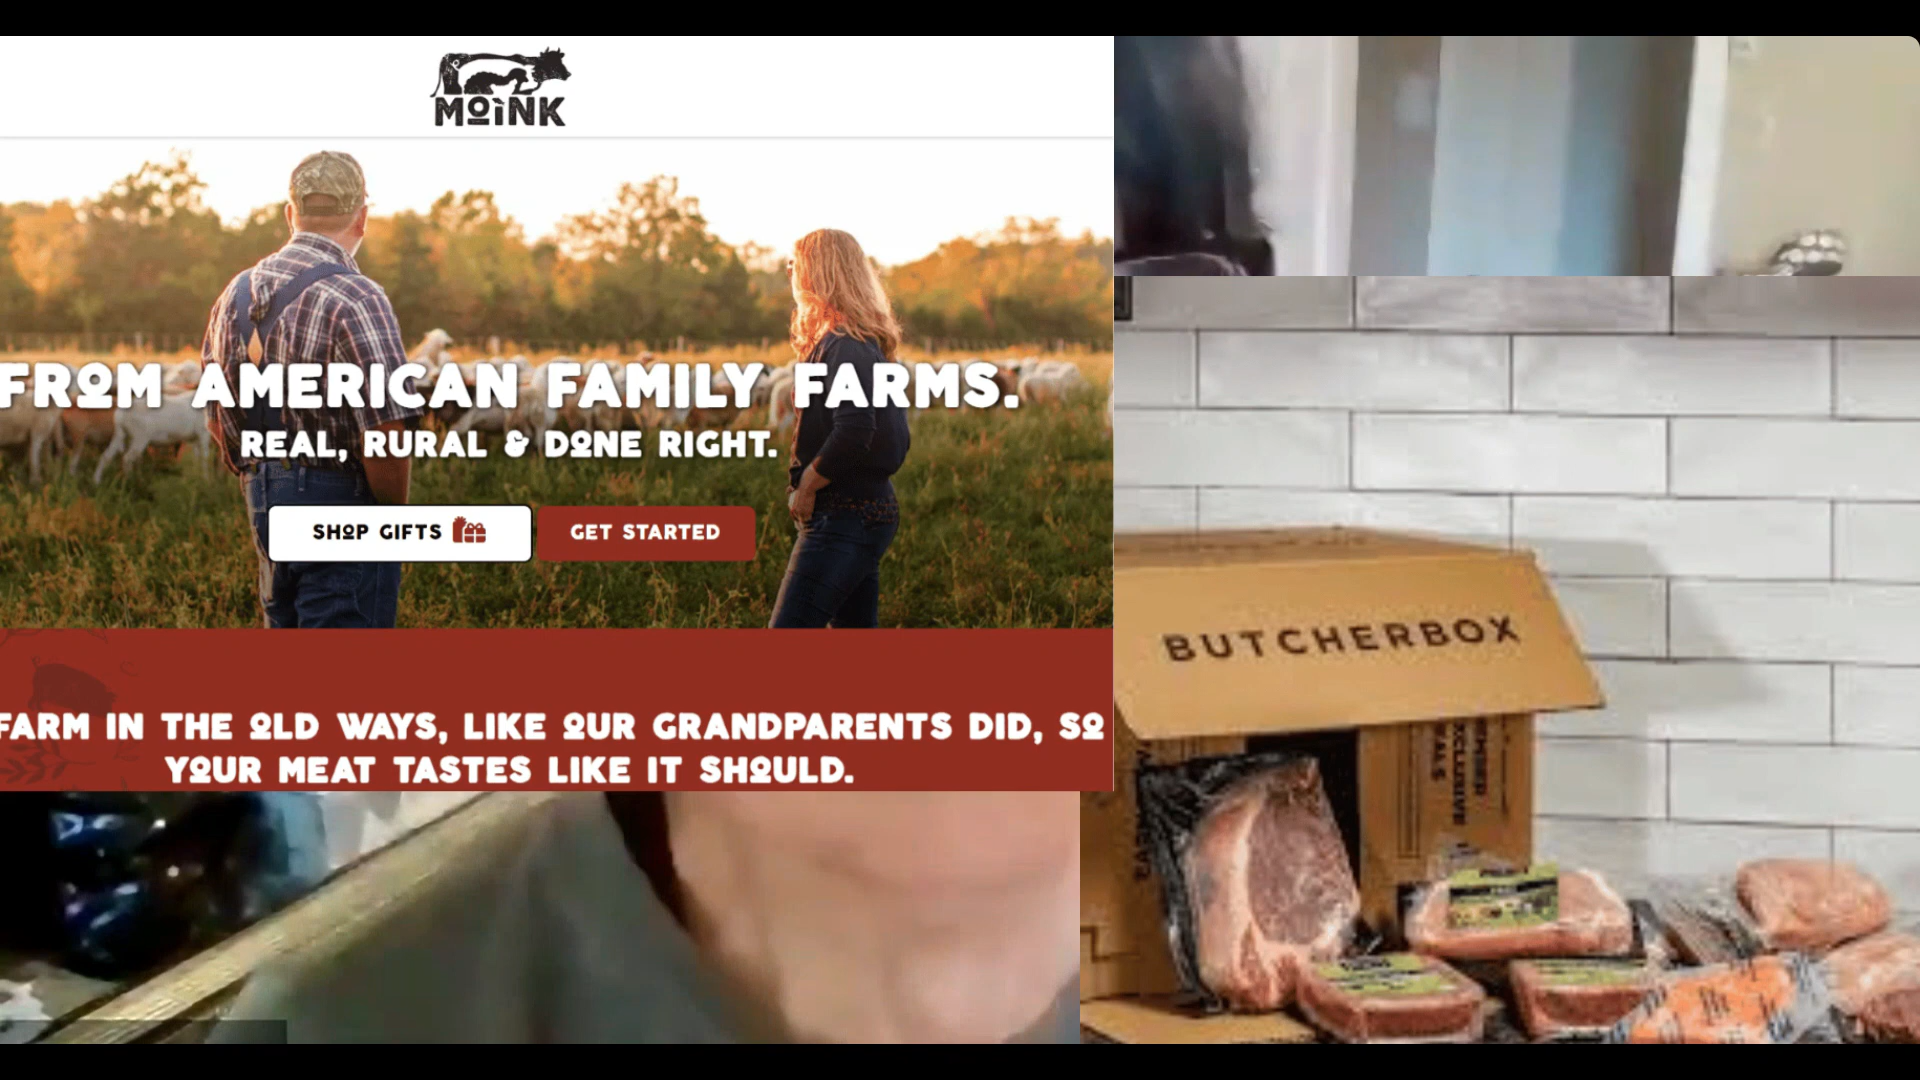 MOINK
FROM AMERICAN FAMILY FARMS.
REAL, RURAL & DONE RIGHT.
SHOP GIFTS
GET STARTED
FARM IN THE OLD WAYS, LIKE OUR GRANDPARENTS DID, SO
YOUR MEAT TASTES LIKE IT SHOULD.
BUTCHERBOX